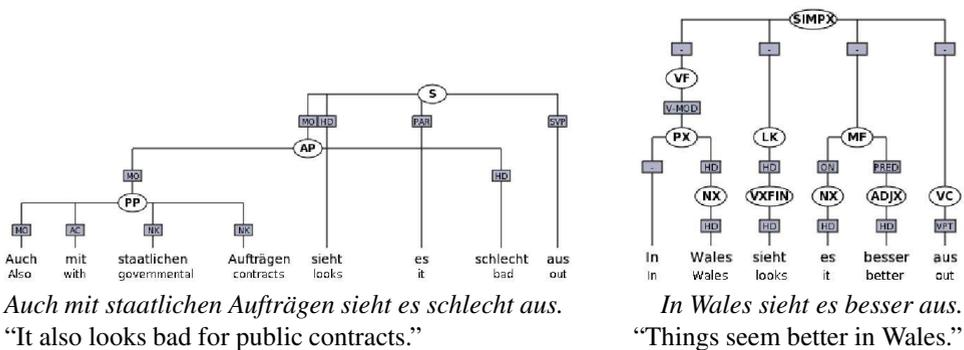 SIMPX
- - - -
VF
S
V-MOD
MO HD PAR SVP
PX LK MF
AP
- HD HD ON PRED
MO HD
PP NX VXFIN NX ADJX VC
MO AC NK NK HD HD HD HD VPT
Auch mit staatlichen Aufträgen sieht es schlecht aus In Wales sieht es besser aus
Also with governmental contracts looks it bad out In Wales looks it better out
Auch mit staatlichen Aufträgen sieht es schlecht aus. In Wales sieht es besser aus.
“It also looks bad for public contracts.” “Things seem better in Wales.”